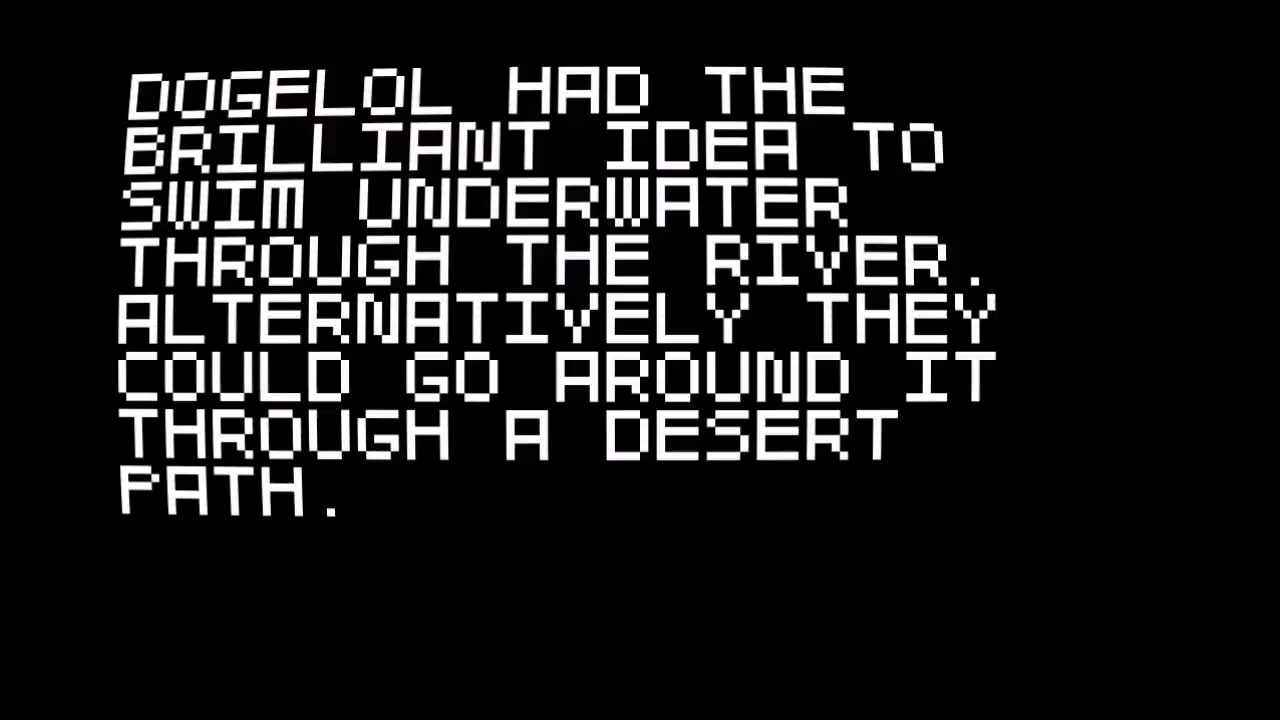 DOGELOL HAD THE
BRILLIANT IDEA TO
SWIM UNDERWATER
THROUGH THE RIVER.
ALTERNATIVELY THEY
COULD GO AROUND IT
THROUGH A DESERT
PATH.